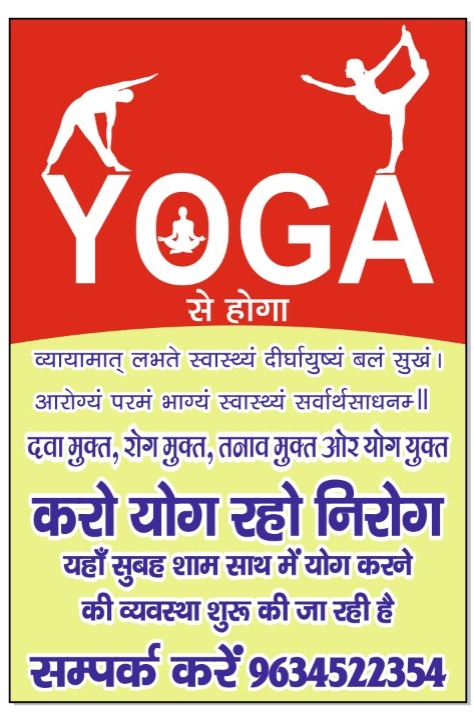 YOGA
से होगा
व्यायामात् लभते स्वास्थ्यं दीर्घायुष्यं बलं सुखं।
आरोग्यं परमं भाग्यं स्वास्थ्यं सर्वार्थसाधनम्॥
दवा मुक्त, रोग मुक्त, तनाव मुक्त ओर योग युक्त
करो योग रहो निरोग
यहाँ सुबह शाम साथ में योग करने
की व्यवस्था शुरू की जा रही है
सम्पर्क करें 9634522354